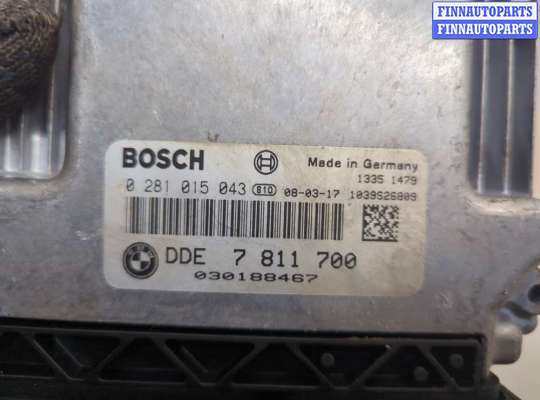 FINNAUTOPARTS
FINNAUTOPARTS
BOSCH
Made in Germany
1335 1479
0 281 015 043 810 08-03-17 1039S26809
DDE 7 811 700
030188467